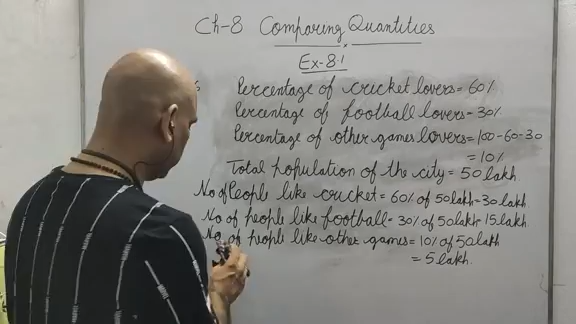 Ch-8 Comparing Quantities
Ex-8.1
Percentage of cricket lovers = 60%
Percentage of football lovers = 30%
Percentage of other games lovers = 100-60-30
= 10%
Total population of the city = 50 lakh
No of People like cricket = 60% of 50 lakh = 30 lakh
No of people like football = 30% of 50 lakh = 15 lakh
No of people like other games = 10% of 50 lakh
= 5 lakh.